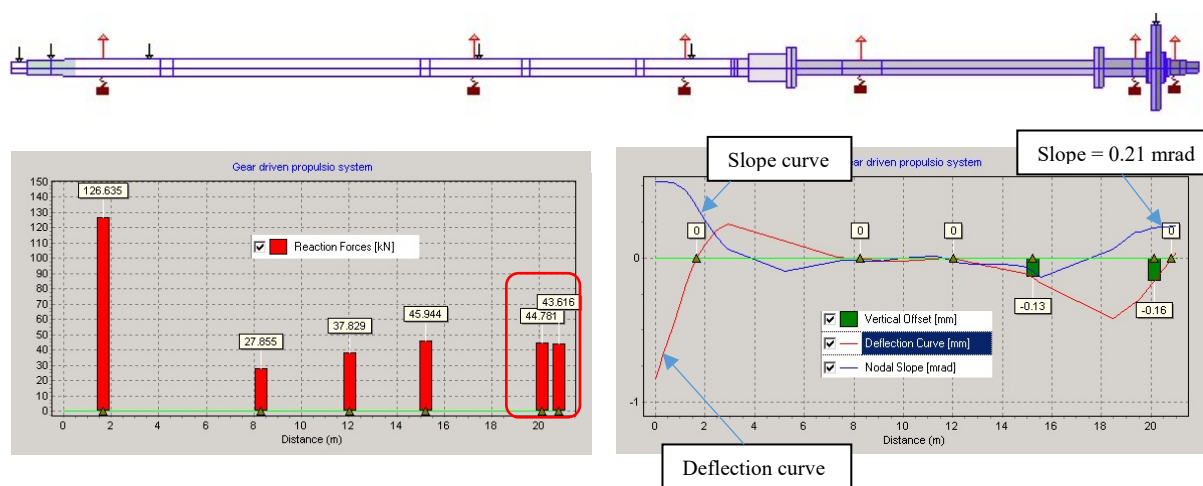 Gear driven propulsio system
150
140
130
120
110
100
90
80
70
60
50
40
30
20
10
0
126.635
27.855
37.829
45.944
44.781
43.616
Reaction Forces [kN]
0 2 4 6 8 10 12 14 16 18 20
Distance (m)
Slope curve
ear driven propulsio system
Slope = 0.21 mrad
0
-1
0
0
0
0
-0.13
-0.16
Vertical Offset [mm]
Deflection Curve [mm]
Nodal Slope [mrad]
0 2 4 6 8 10 12 14 16 18 20
Distance (m)
Deflection curve